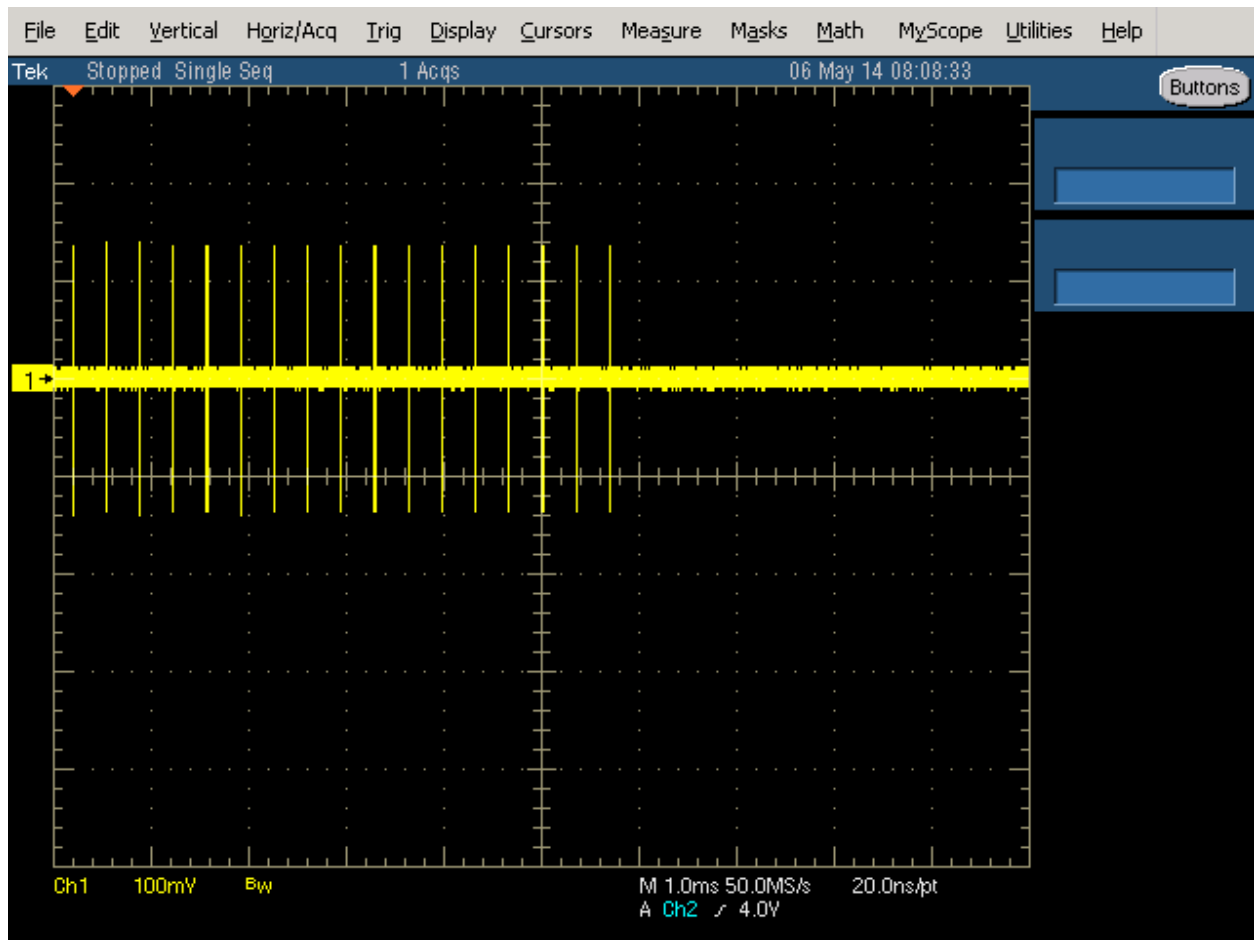 File Edit Vertical Horiz/Acq Trig Display Cursors Measure Masks Math MyScope Utilities Help
Tek Stopped Single Seq 1 Acqs 06 May 14 08:08:33
Buttons
1
Ch1 100mV BW M 1.0ms 50.0MS/s 20.0ns/pt
A Ch2 4.0V